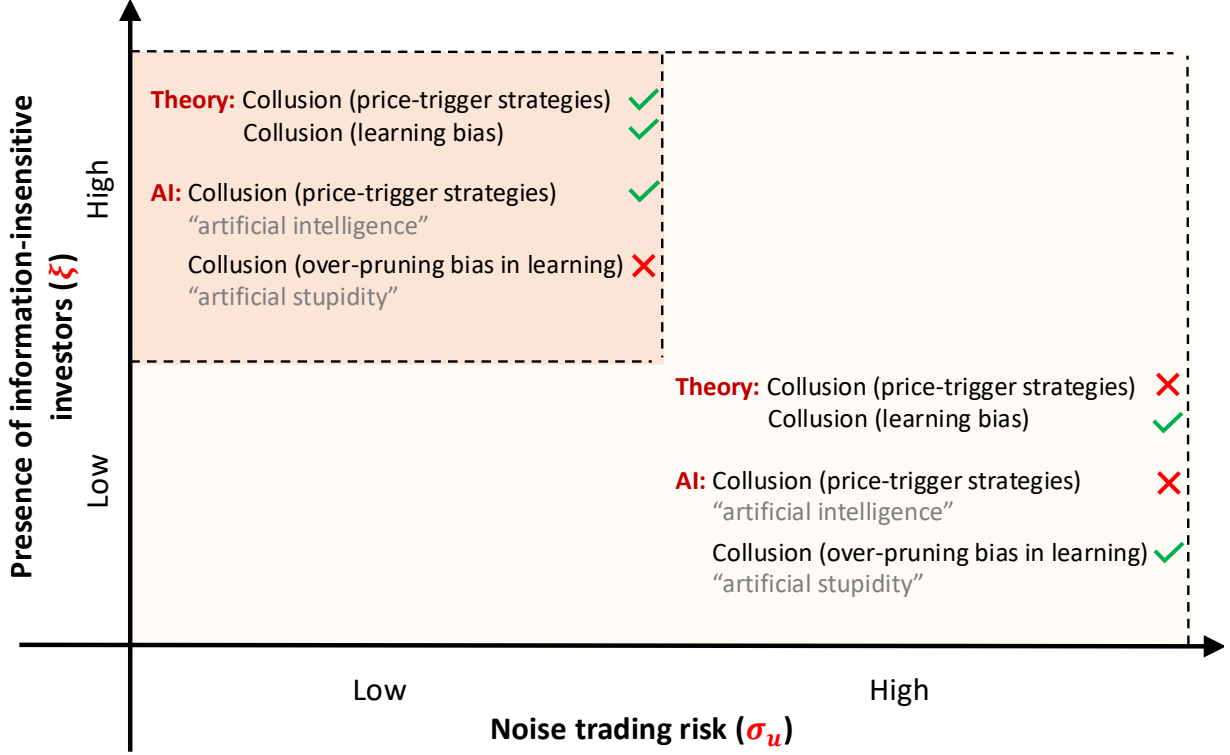 Presence of information-insensitive
investors (ξ)
High
Low
Theory: Collusion (price-trigger strategies)
Collusion (learning bias)
AI: Collusion (price-trigger strategies)
“artificial intelligence”
Collusion (over-pruning bias in learning)
“artificial stupidity”
Theory: Collusion (price-trigger strategies)
Collusion (learning bias)
AI: Collusion (price-trigger strategies)
“artificial intelligence”
Collusion (over-pruning bias in learning)
“artificial stupidity”
Low
High
Noise trading risk (σᵤ)